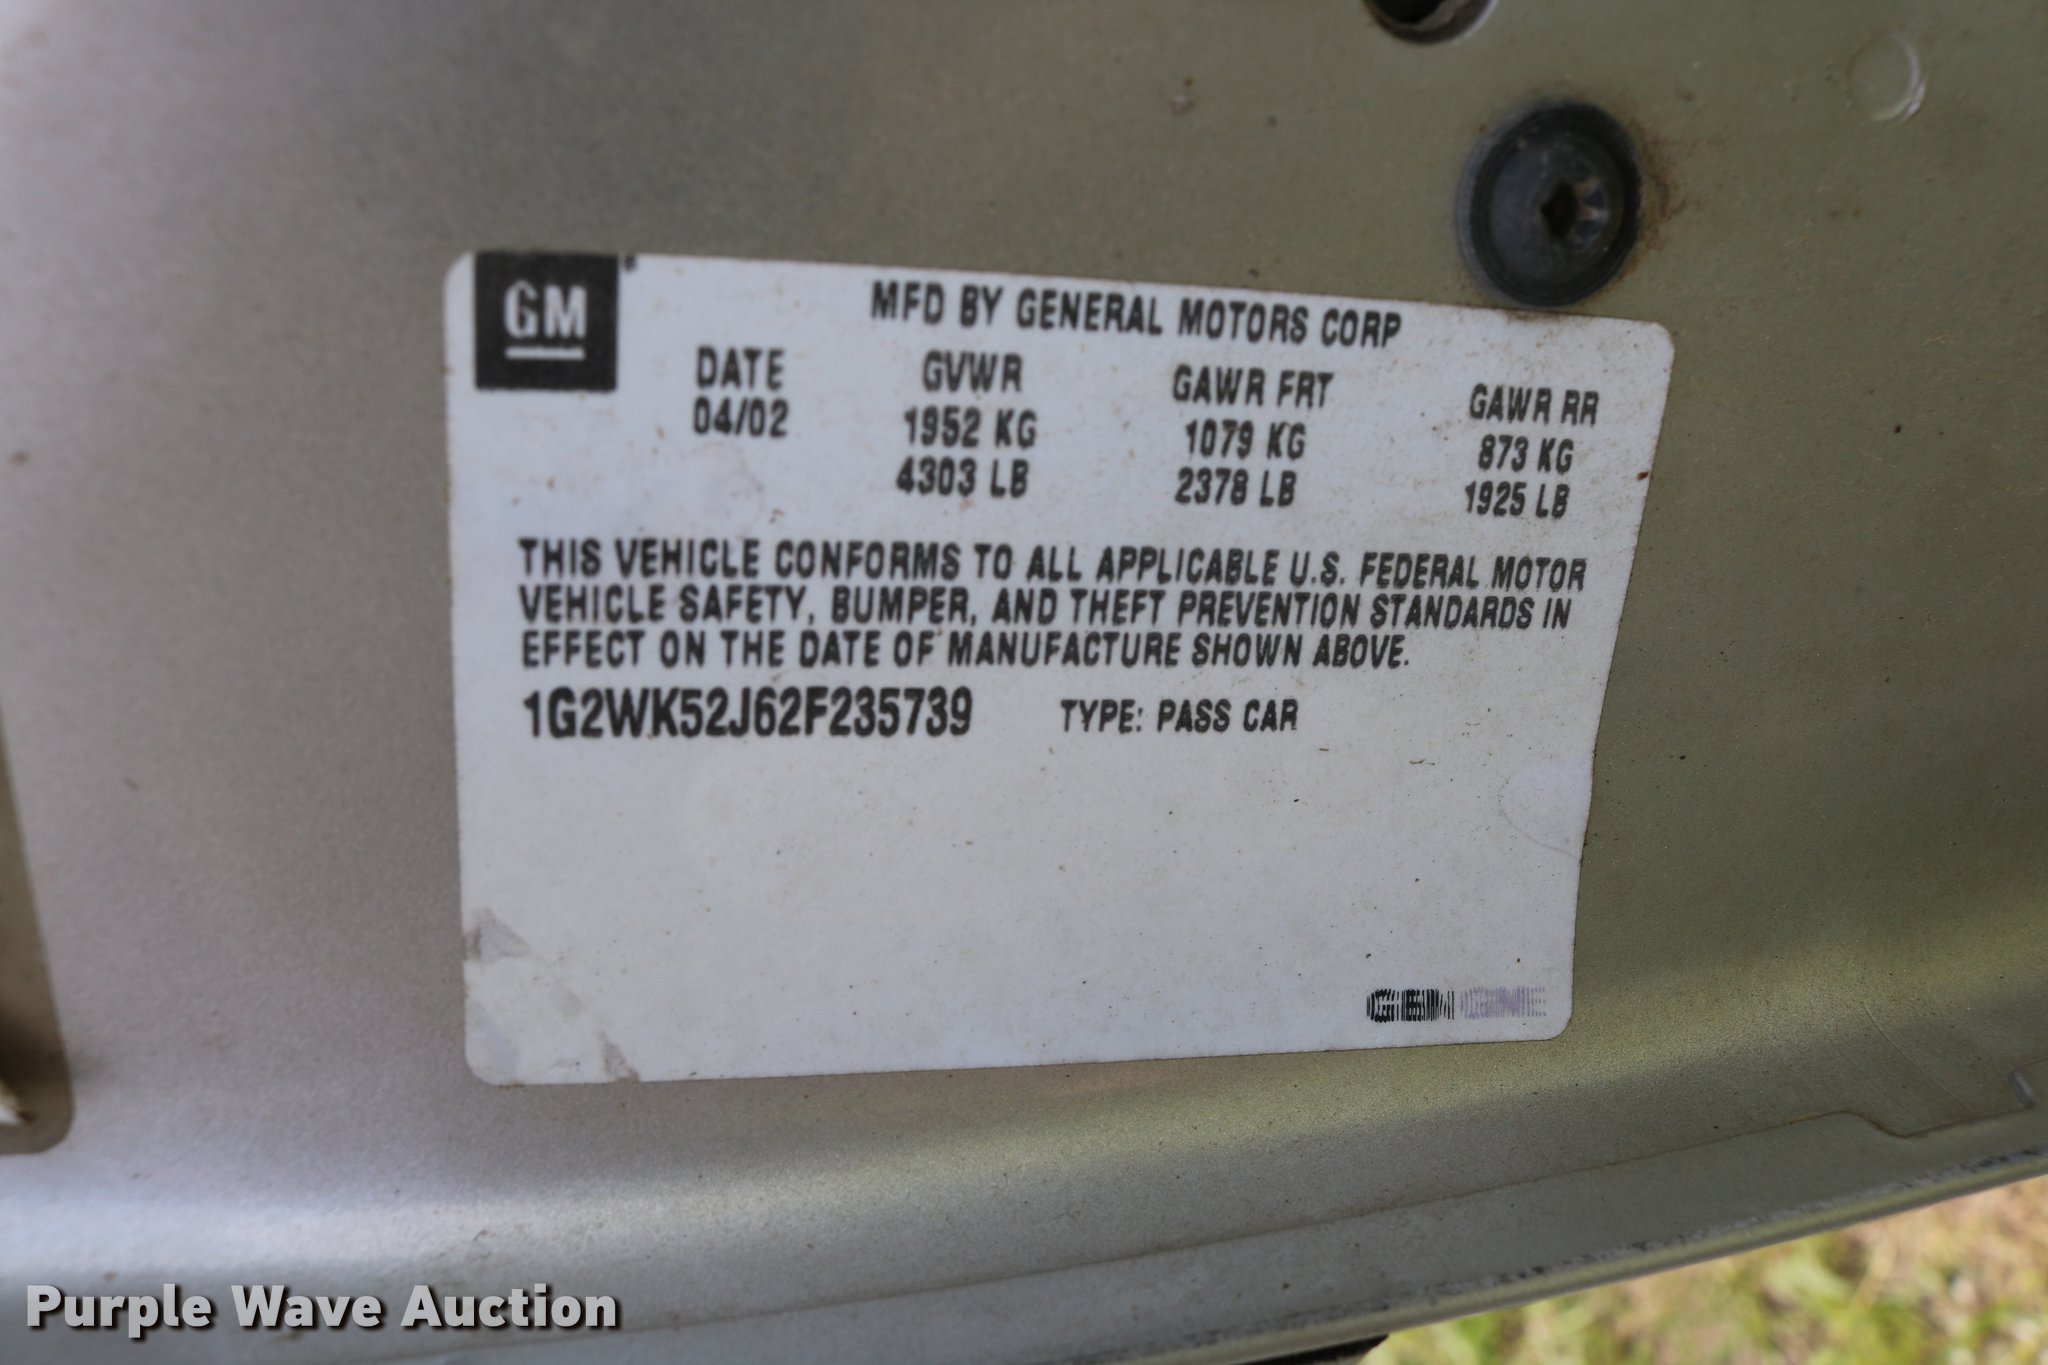 GM
MFD BY GENERAL MOTORS CORP
DATE GVWR GAWR FRT GAWR RR
04/02 1952 KG 1079 KG 873 KG
4303 LB 2378 LB 1925 LB
THIS VEHICLE CONFORMS TO ALL APPLICABLE U.S. FEDERAL MOTOR
VEHICLE SAFETY, BUMPER, AND THEFT PREVENTION STANDARDS IN
EFFECT ON THE DATE OF MANUFACTURE SHOWN ABOVE.
1G2WK52J62F235739 TYPE: PASS CAR
Purple Wave Auction